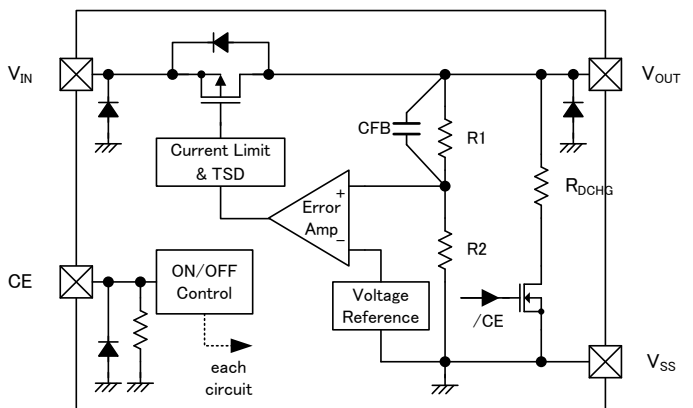 VIN
VOUT
CFB
R1
Current Limit
& TSD
RDCHG
+
Error
Amp
−
R2
CE
ON/OFF
Control
Voltage
Reference
/CE
each
circuit
VSS